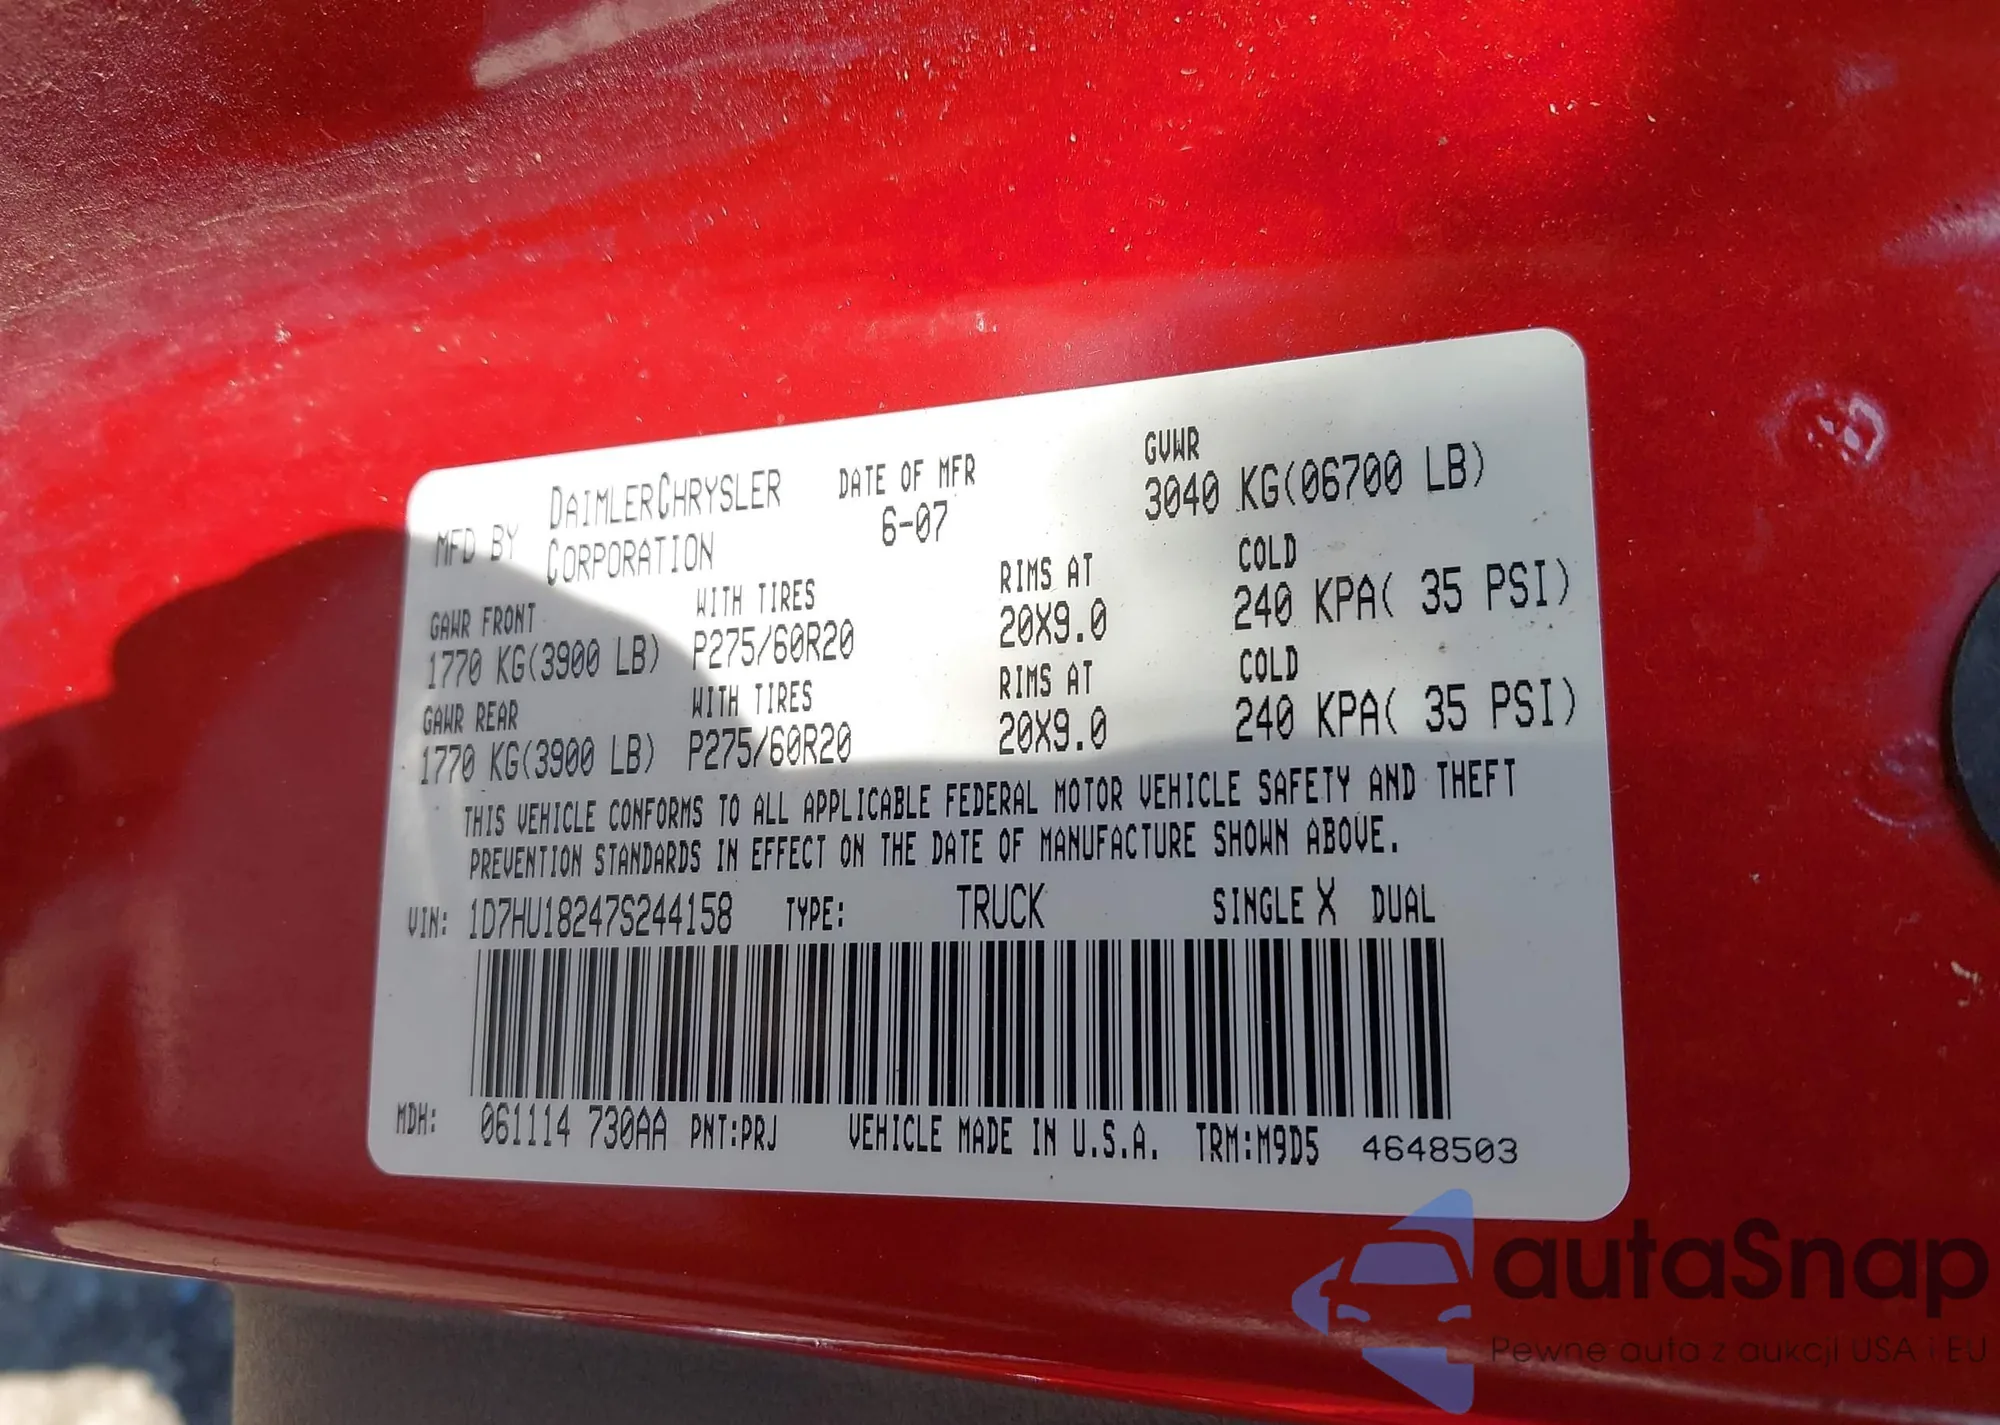 MFD BY DAIMLERCHRYSLER CORPORATION DATE OF MFR 6-07 GVWR 3040 KG(06700 LB)
GAWR FRONT WITH TIRES RIMS AT COLD
1770 KG(3900 LB) P275/60R20 20X9.0 240 KPA( 35 PSI)
GAWR REAR WITH TIRES RIMS AT COLD
1770 KG(3900 LB) P275/60R20 20X9.0 240 KPA( 35 PSI)
THIS VEHICLE CONFORMS TO ALL APPLICABLE FEDERAL MOTOR VEHICLE SAFETY AND THEFT
PREVENTION STANDARDS IN EFFECT ON THE DATE OF MANUFACTURE SHOWN ABOVE.
VIN: 1D7HU18247S244158 TYPE: TRUCK SINGLE X DUAL
MDH: 061114 730AA PNT:PRJ VEHICLE MADE IN U.S.A. TRM:M9D5 4648503
autaSnap
Pewne auta z aukcji USA i EU